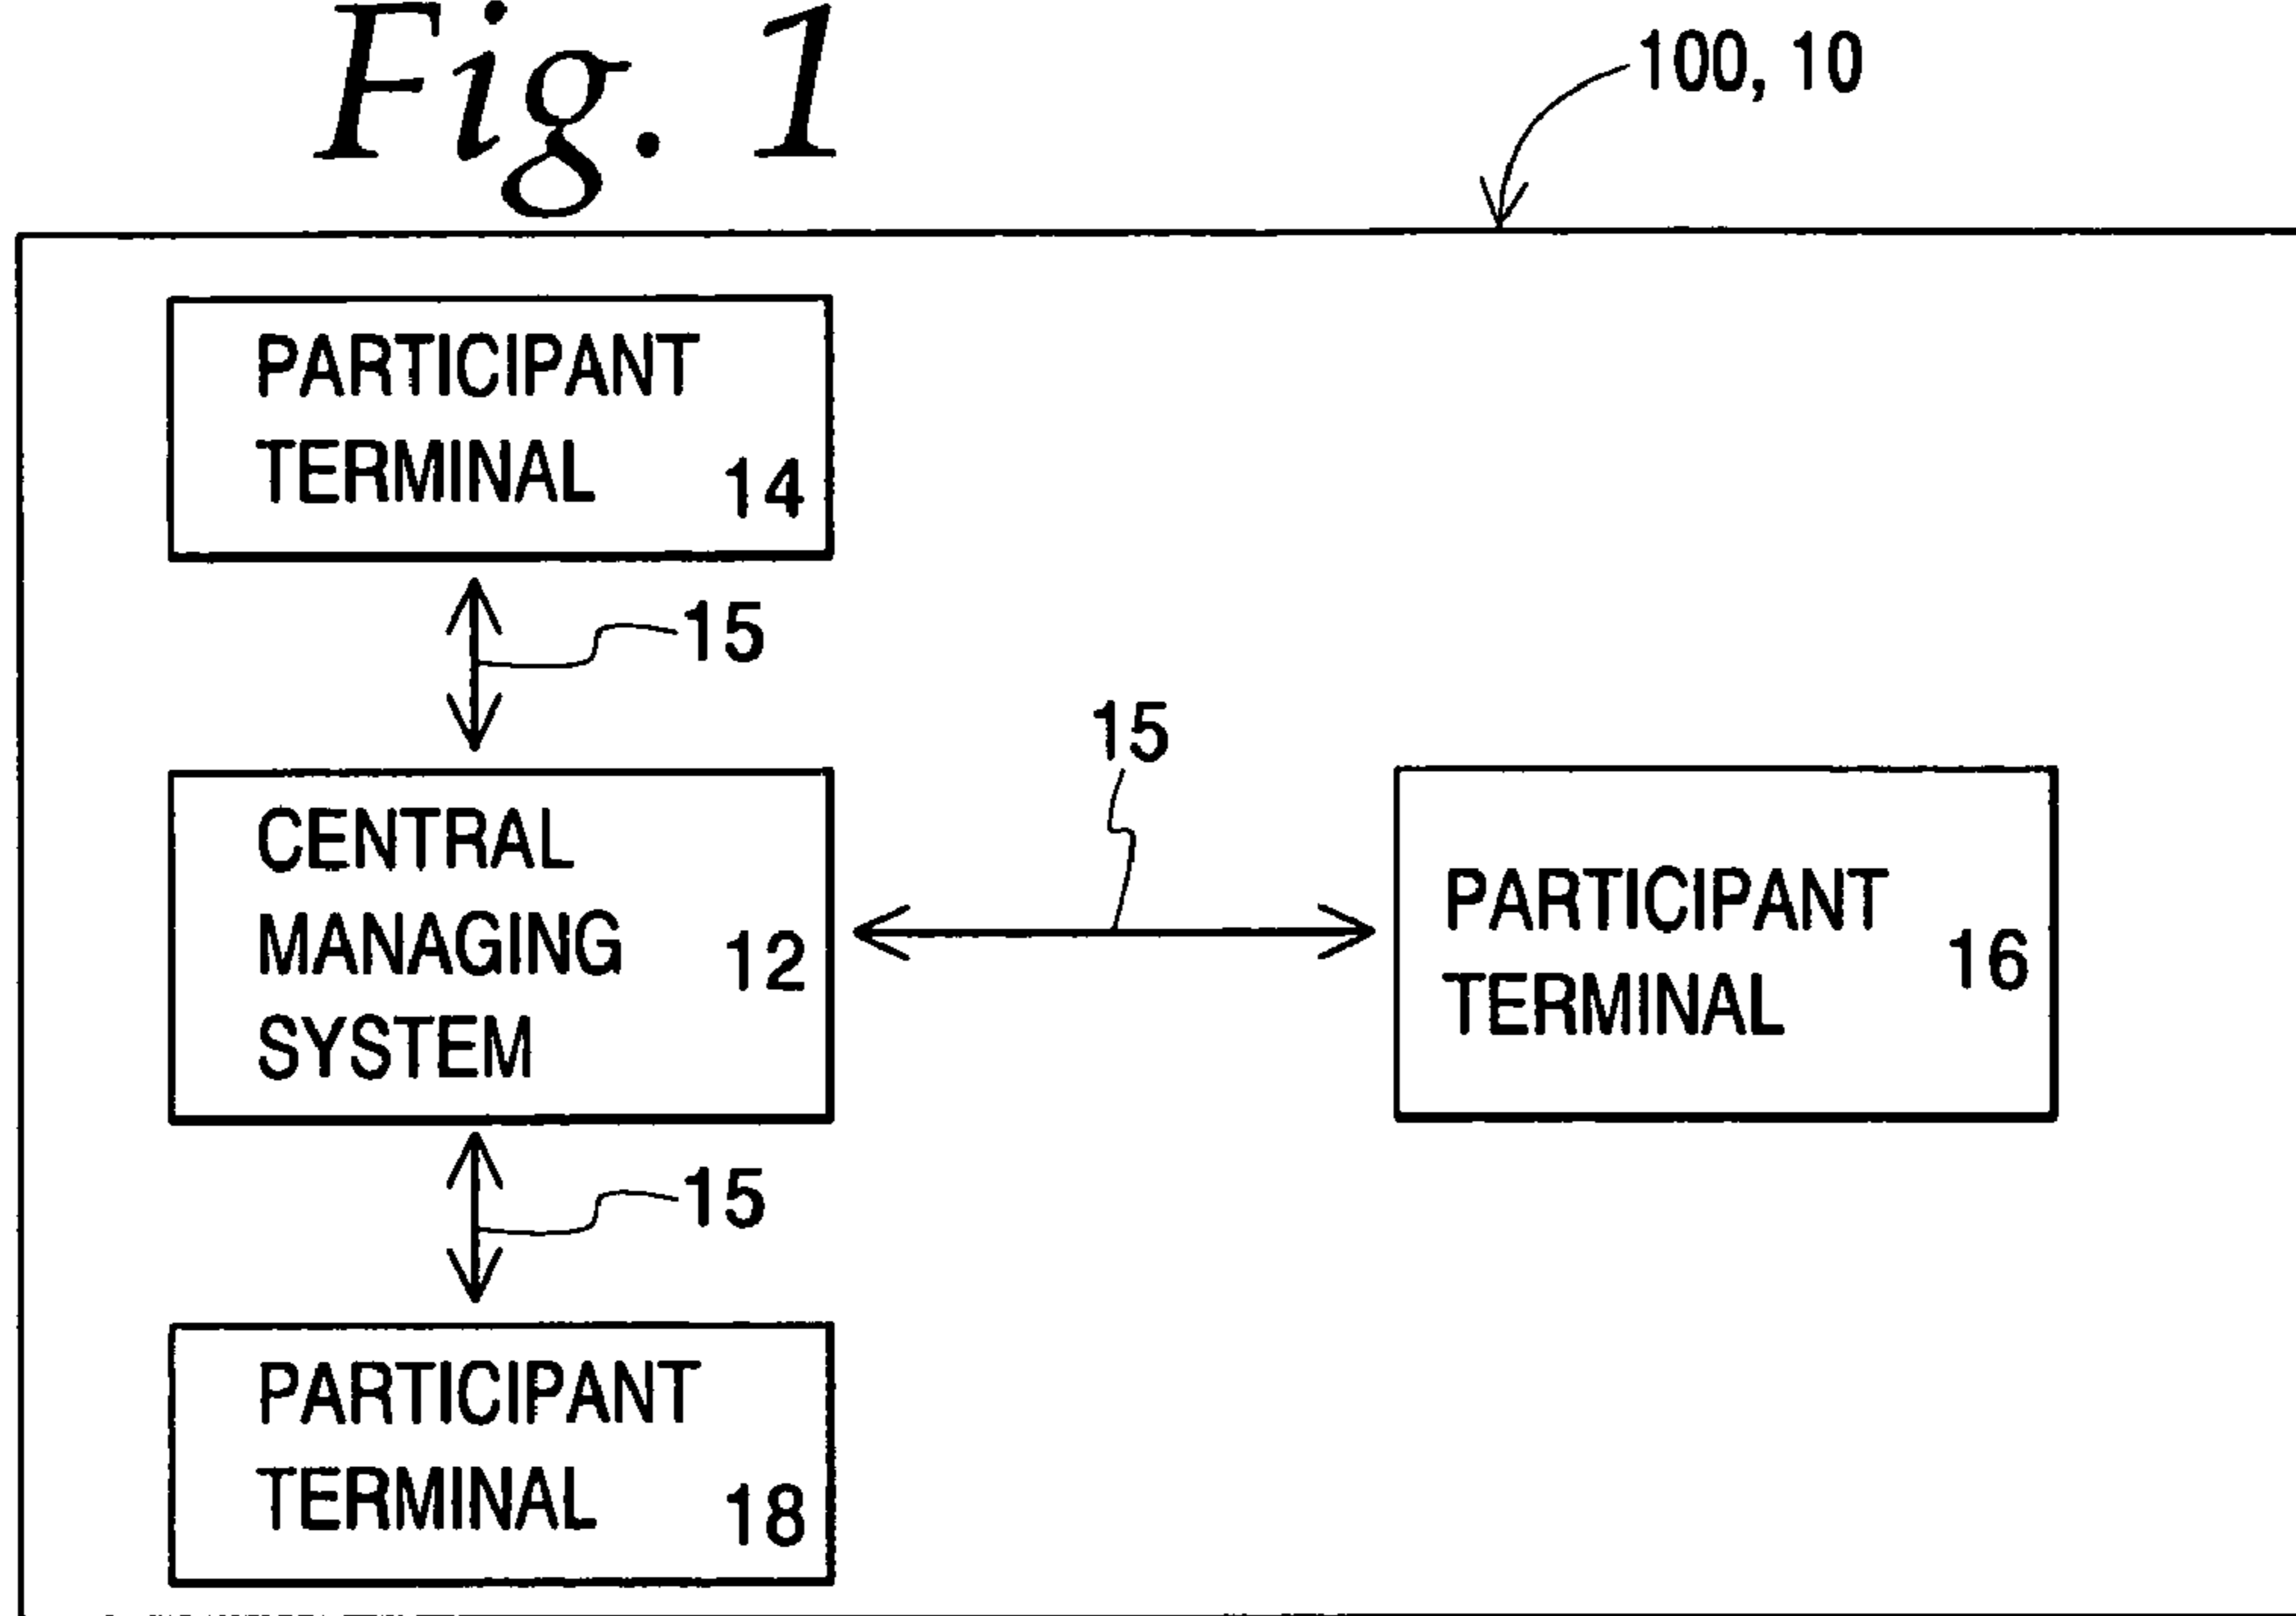 Fig. 1
100, 10
PARTICIPANT
TERMINAL
14
15
15
CENTRAL
MANAGING
SYSTEM
12
PARTICIPANT
TERMINAL
16
15
PARTICIPANT
TERMINAL
18